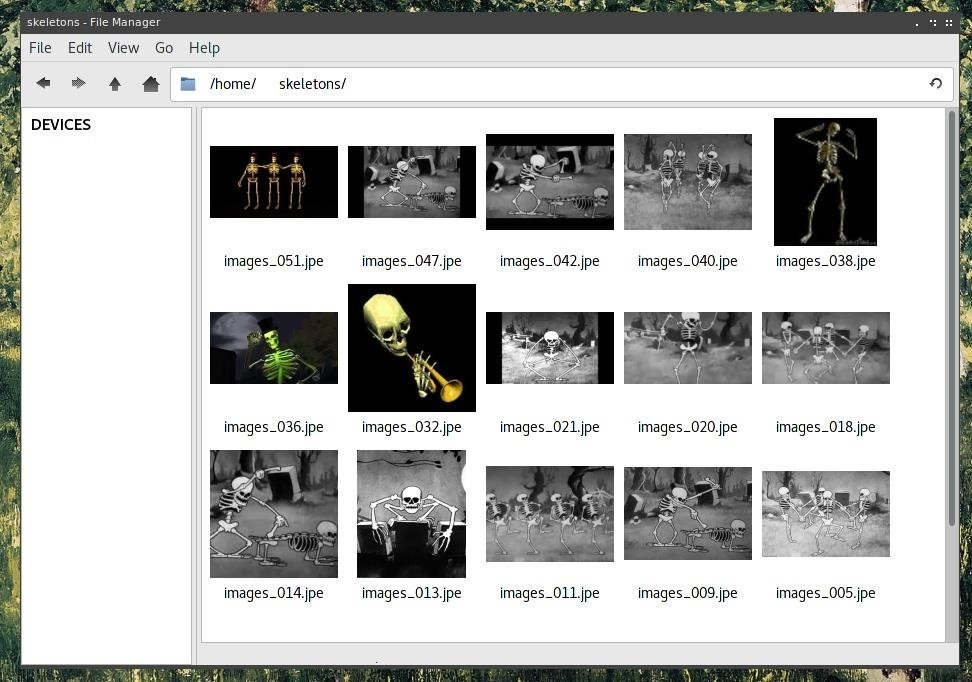 skeletons - File Manager
File Edit View Go Help
/home/ skeletons/
DEVICES
images_051.jpe images_047.jpe images_042.jpe images_040.jpe images_038.jpe
images_036.jpe images_032.jpe images_021.jpe images_020.jpe images_018.jpe
images_014.jpe images_013.jpe images_011.jpe images_009.jpe images_005.jpe